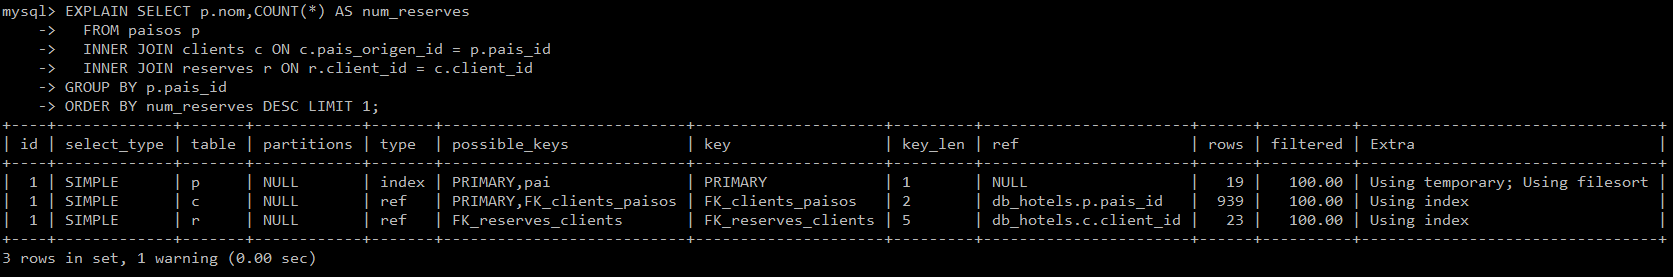 mysql> EXPLAIN SELECT p.nom,COUNT(*) AS num_reserves
    ->   FROM paisos p
    ->   INNER JOIN clients c ON c.pais_origen_id = p.pais_id
    ->   INNER JOIN reserves r ON r.client_id = c.client_id
    -> GROUP BY p.pais_id
    -> ORDER BY num_reserves DESC LIMIT 1;
+----+-------------+-------+------------+-------+--------------------------+---------------------+---------+-----------------------+------+----------+---------------------------------+
| id | select_type | table | partitions | type  | possible_keys            | key                 | key_len | ref                   | rows | filtered | Extra                           |
+----+-------------+-------+------------+-------+--------------------------+---------------------+---------+-----------------------+------+----------+---------------------------------+
|  1 | SIMPLE      | p     | NULL       | index | PRIMARY,pai              | PRIMARY             | 1       | NULL                  |   19 |   100.00 | Using temporary; Using filesort |
|  1 | SIMPLE      | c     | NULL       | ref   | PRIMARY,FK_clients_paisos | FK_clients_paisos   | 2       | db_hotels.p.pais_id   |  939 |   100.00 | Using index                     |
|  1 | SIMPLE      | r     | NULL       | ref   | FK_reserves_clients      | FK_reserves_clients | 5       | db_hotels.c.client_id |   23 |   100.00 | Using index                     |
+----+-------------+-------+------------+-------+--------------------------+---------------------+---------+-----------------------+------+----------+---------------------------------+
3 rows in set, 1 warning (0.00 sec)